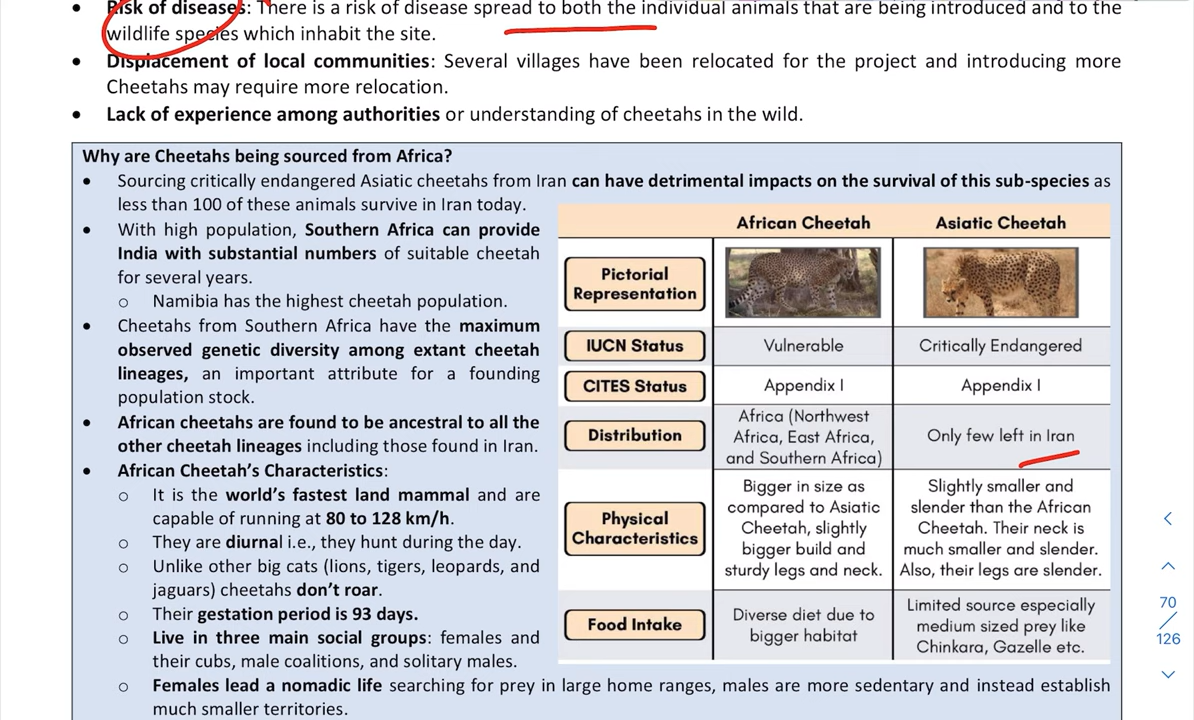 • Risk of diseases: There is a risk of disease spread to both the individual animals that are being introduced and to the
wildlife species which inhabit the site.
• Displacement of local communities: Several villages have been relocated for the project and introducing more
Cheetahs may require more relocation.
• Lack of experience among authorities or understanding of cheetahs in the wild.
Why are Cheetahs being sourced from Africa?
• Sourcing critically endangered Asiatic cheetahs from Iran can have detrimental impacts on the survival of this sub-species as
less than 100 of these animals survive in Iran today.
• With high population, Southern Africa can provide
India with substantial numbers of suitable cheetah
for several years.
o Namibia has the highest cheetah population.
• Cheetahs from Southern Africa have the maximum
observed genetic diversity among extant cheetah
lineages, an important attribute for a founding
population stock.
• African cheetahs are found to be ancestral to all the
other cheetah lineages including those found in Iran.
• African Cheetah's Characteristics:
o It is the world's fastest land mammal and are
capable of running at 80 to 128 km/h.
o They are diurnal i.e., they hunt during the day.
o Unlike other big cats (lions, tigers, leopards, and
jaguars) cheetahs don't roar.
o Their gestation period is 93 days.
o Live in three main social groups: females and
their cubs, male coalitions, and solitary males.
o Females lead a nomadic life searching for prey in large home ranges, males are more sedentary and instead establish
much smaller territories.
African Cheetah Asiatic Cheetah
Pictorial
Representation
IUCN Status Vulnerable Critically Endangered
CITES Status Appendix I Appendix I
Distribution
Africa (Northwest
Africa, East Africa,
and Southern Africa)
Only few left in Iran
Physical
Characteristics
Bigger in size as
compared to Asiatic
Cheetah, slightly
bigger build and
sturdy legs and neck.
Slightly smaller and
slender than the African
Cheetah. Their neck is
much smaller and slender.
Also, their legs are slender.
Food Intake
Diverse diet due to
bigger habitat
Limited source especially
medium sized prey like
Chinkara, Gazelle etc.
70
126